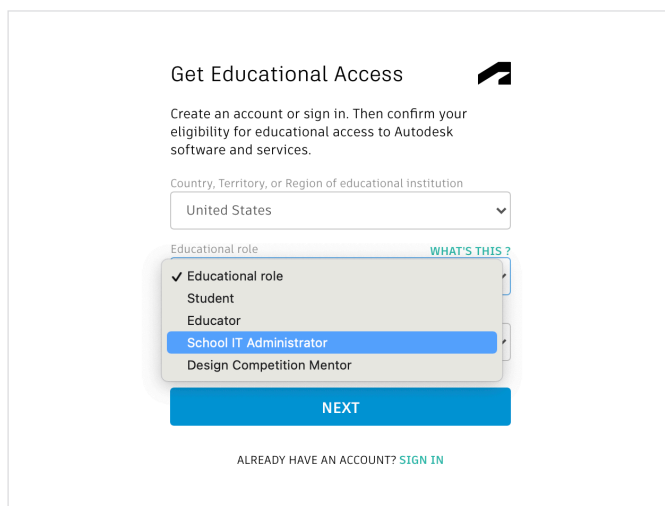 Get Educational Access
Create an account or sign in. Then confirm your
eligibility for educational access to Autodesk
software and services.
Country, Territory, or Region of educational institution
United States
Educational role WHAT'S THIS ?
✓ Educational role
Student
Educator
School IT Administrator
Design Competition Mentor
NEXT
ALREADY HAVE AN ACCOUNT? SIGN IN